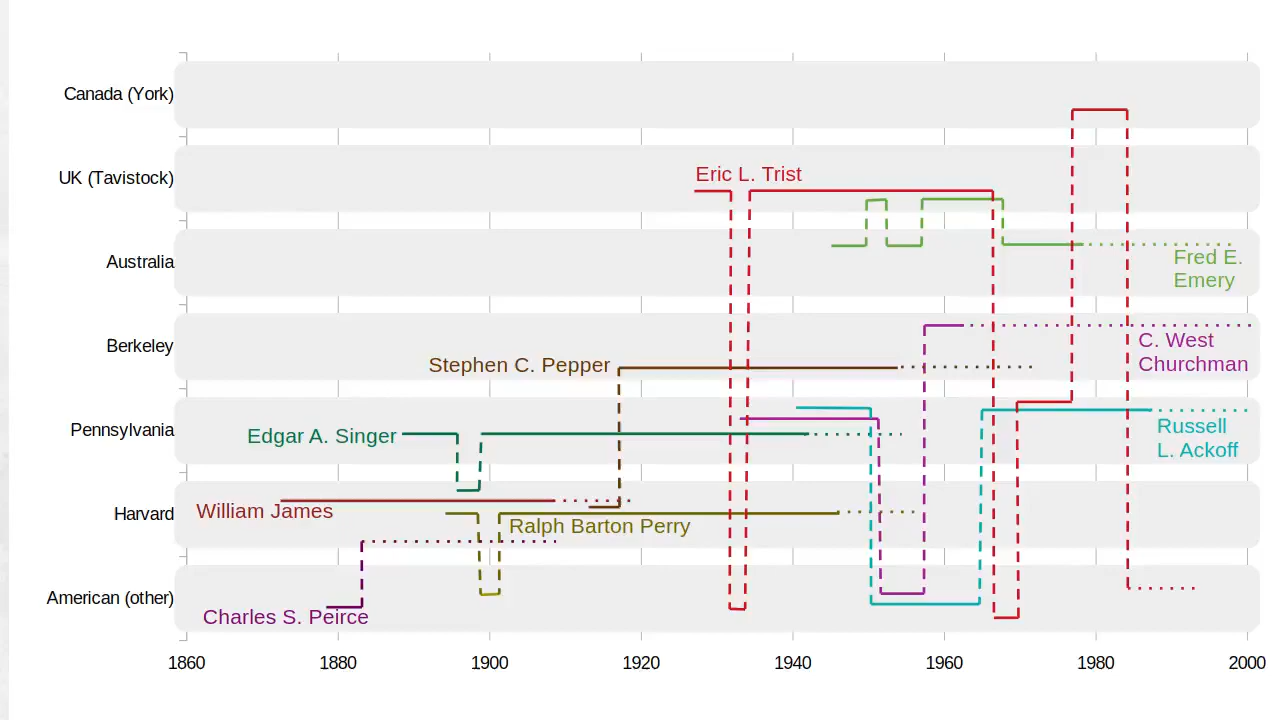 Canada (York)
UK (Tavistock)
Eric L. Trist
Australia
Fred E.
Emery
Berkeley
C. West
Churchman
Stephen C. Pepper
Pennsylvania
Edgar A. Singer
Russell
L. Ackoff
Harvard
William James
Ralph Barton Perry
American (other)
Charles S. Peirce
1860 1880 1900 1920 1940 1960 1980 2000